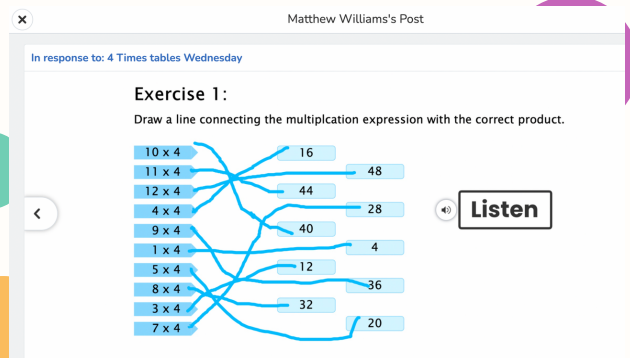 Matthew Williams's Post
In response to: 4 Times tables Wednesday
Exercise 1:
Draw a line connecting the multiplcation expression with the correct product.
10 x 4
11 x 4
12 x 4
4 x 4
9 x 4
1 x 4
5 x 4
8 x 4
3 x 4
7 x 4
16
48
44
28
40
4
12
36
32
20
Listen